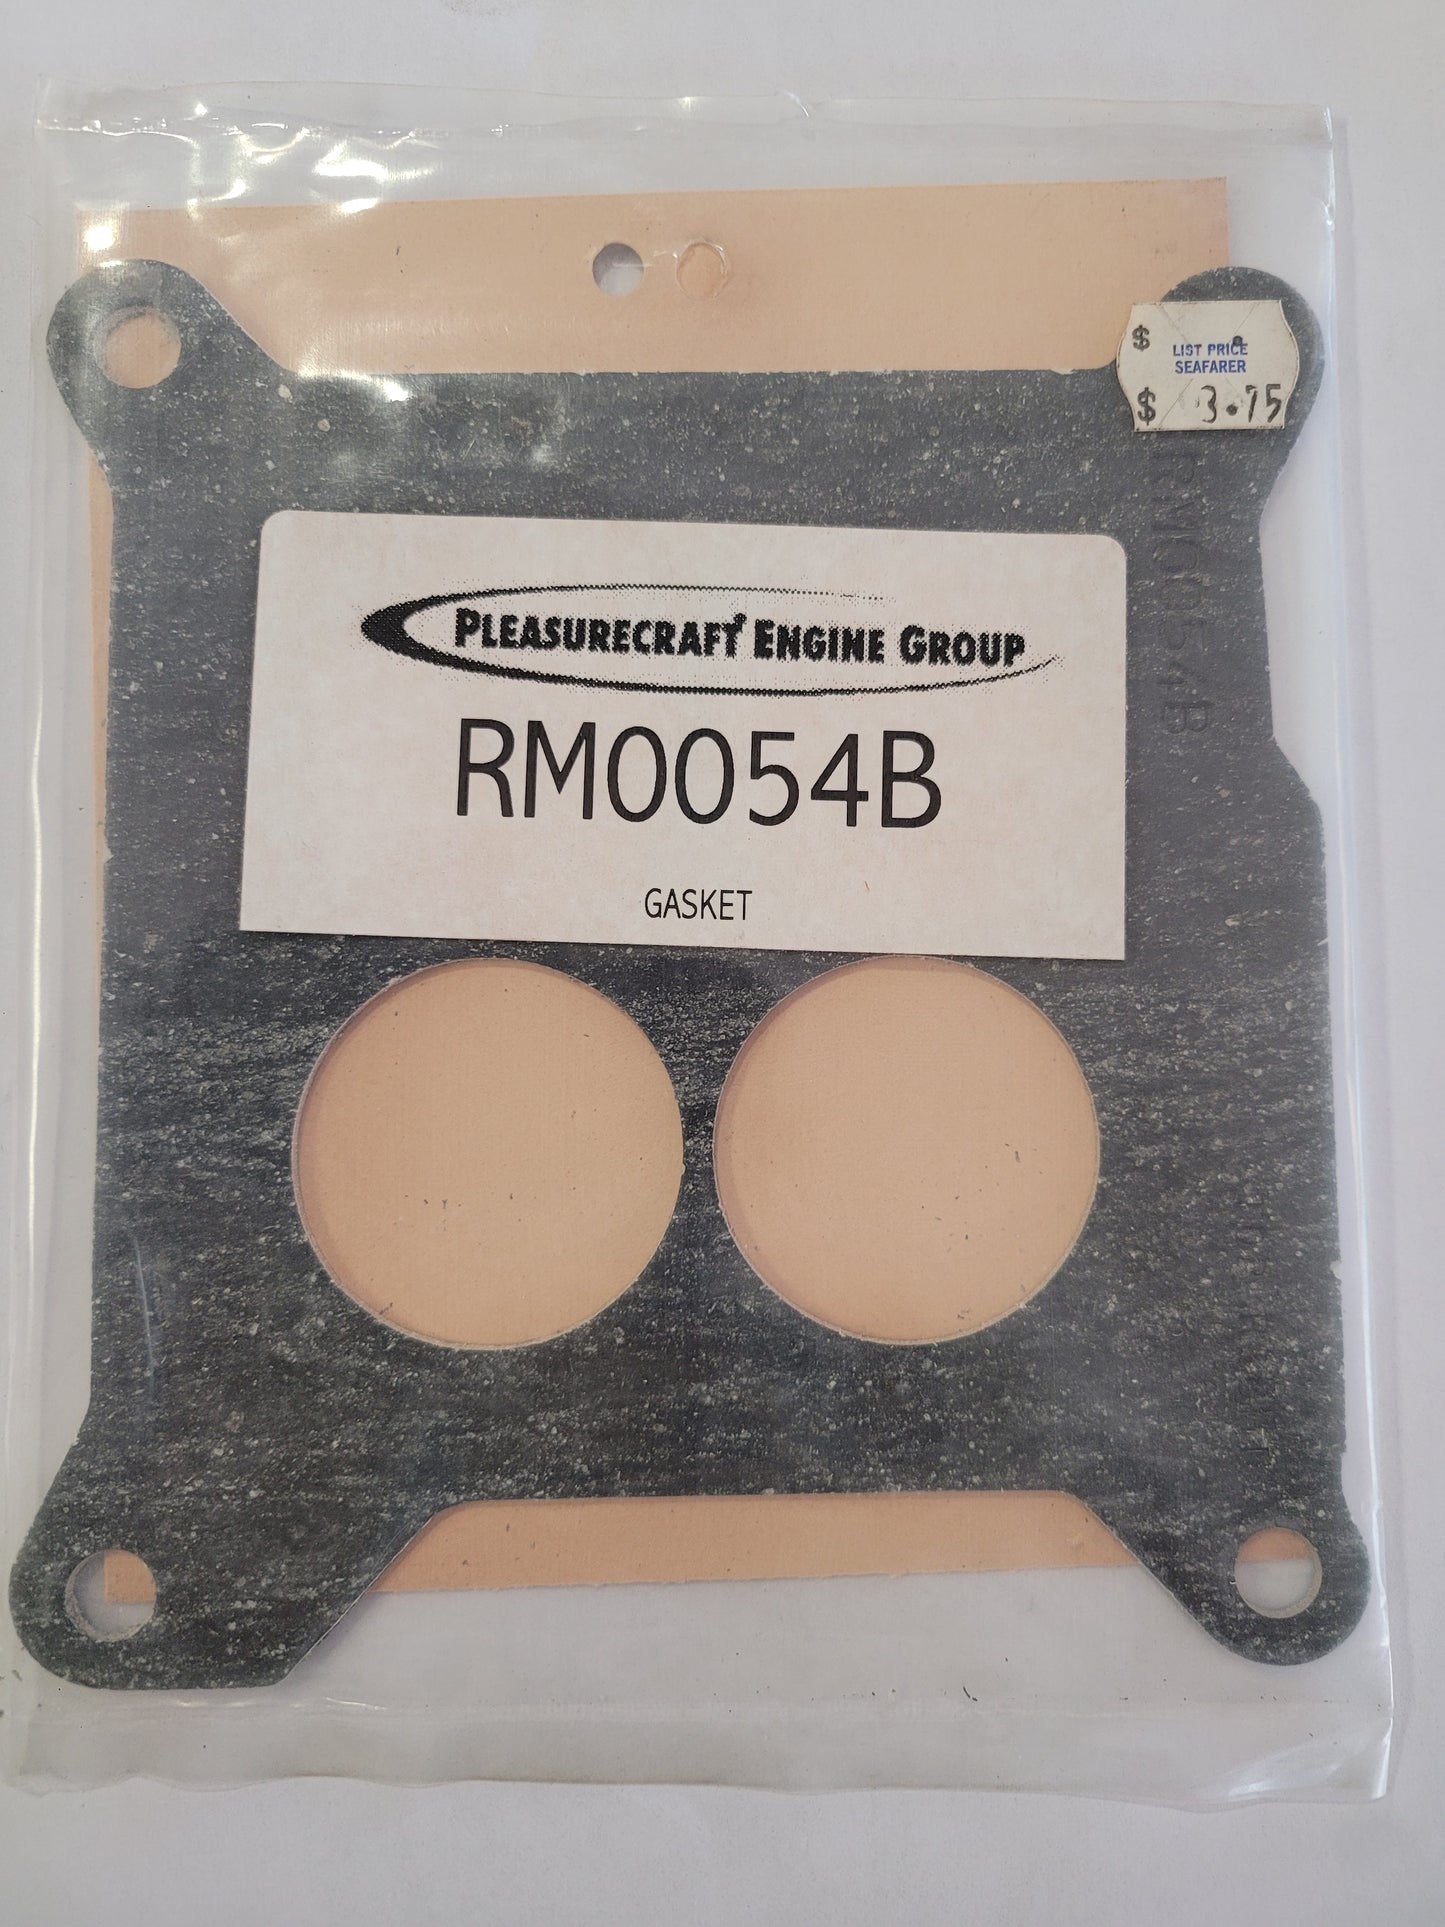 $
LIST PRICE
SEAFARER
$ 3.75
RM0054B
PLEASURECRAFT ENGINE GROUP
RM0054B
GASKET